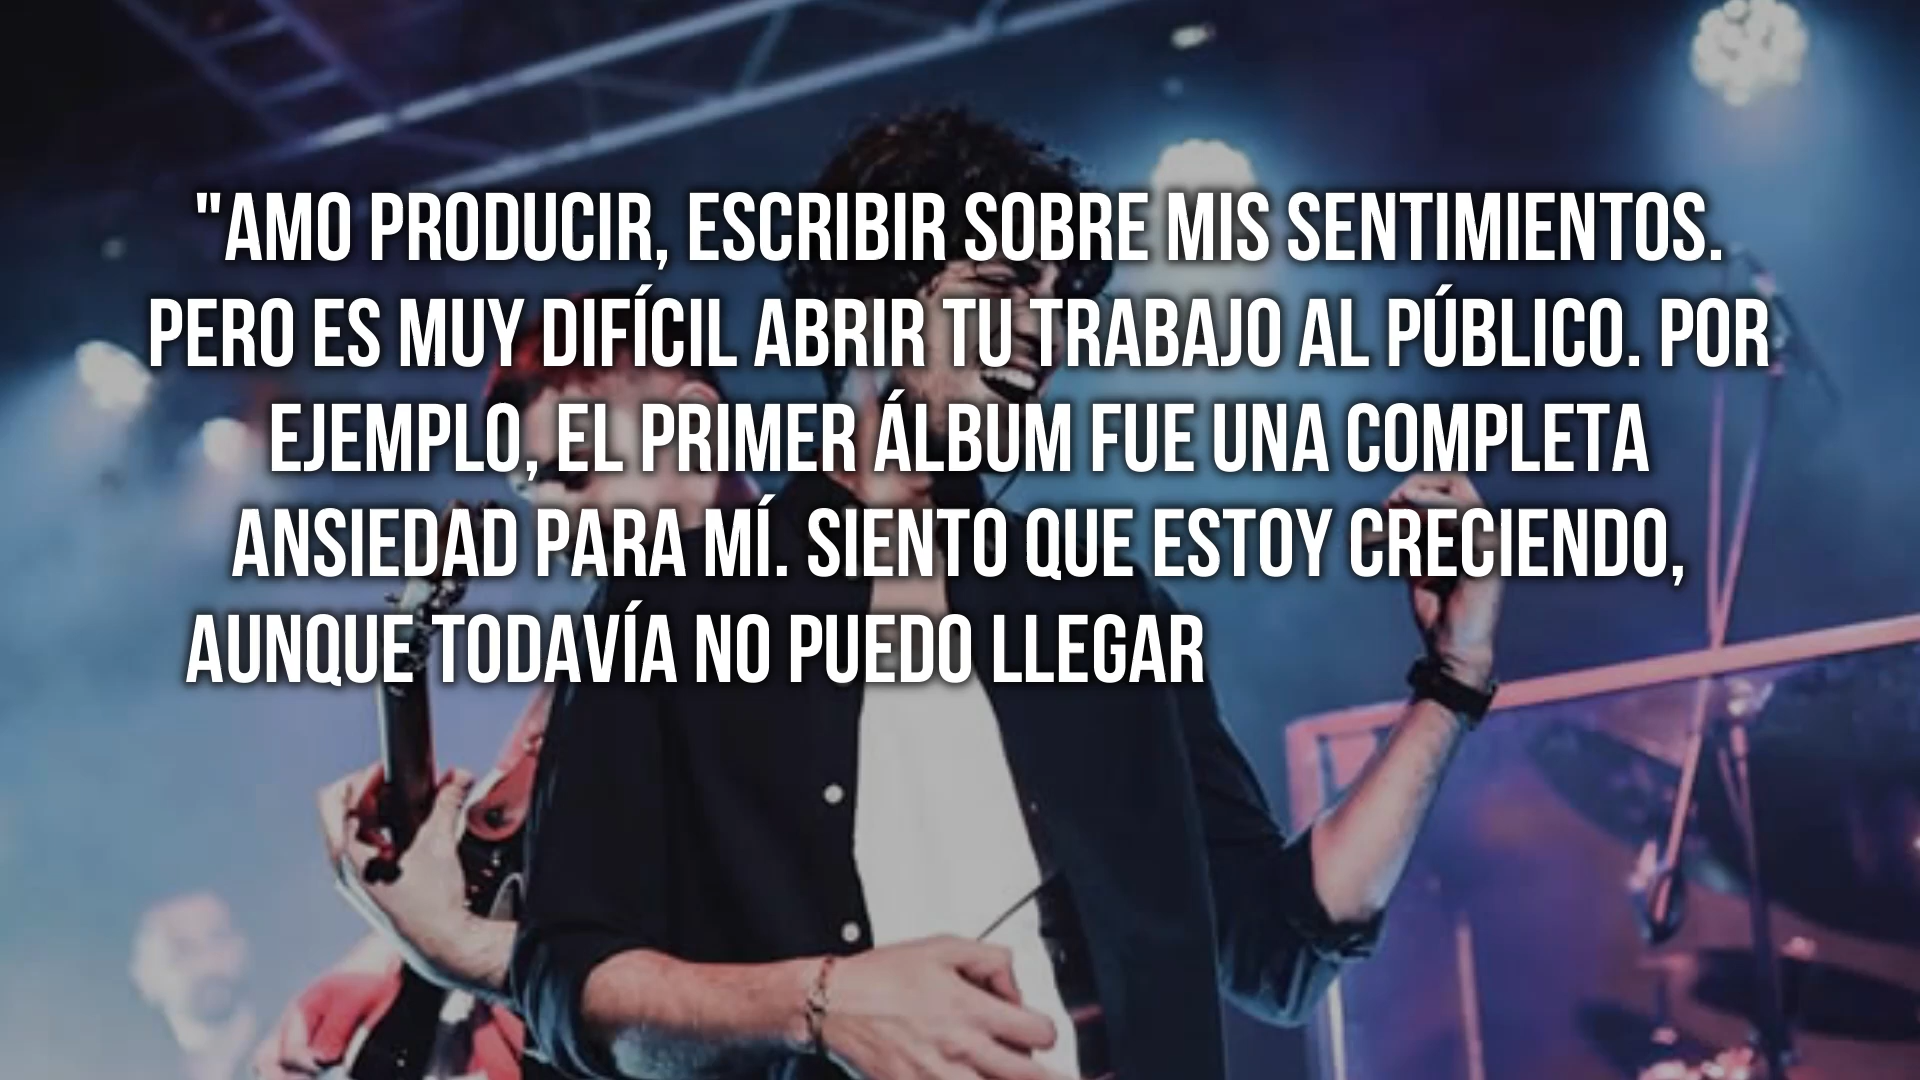 "AMO PRODUCIR, ESCRIBIR SOBRE MIS SENTIMIENTOS.
PERO ES MUY DIFÍCIL ABRIR TU TRABAJO AL PÚBLICO. POR
EJEMPLO, EL PRIMER ÁLBUM FUE UNA COMPLETA
ANSIEDAD PARA MÍ. SIENTO QUE ESTOY CRECIENDO,
AUNQUE TODAVÍA NO PUEDO LLEGAR